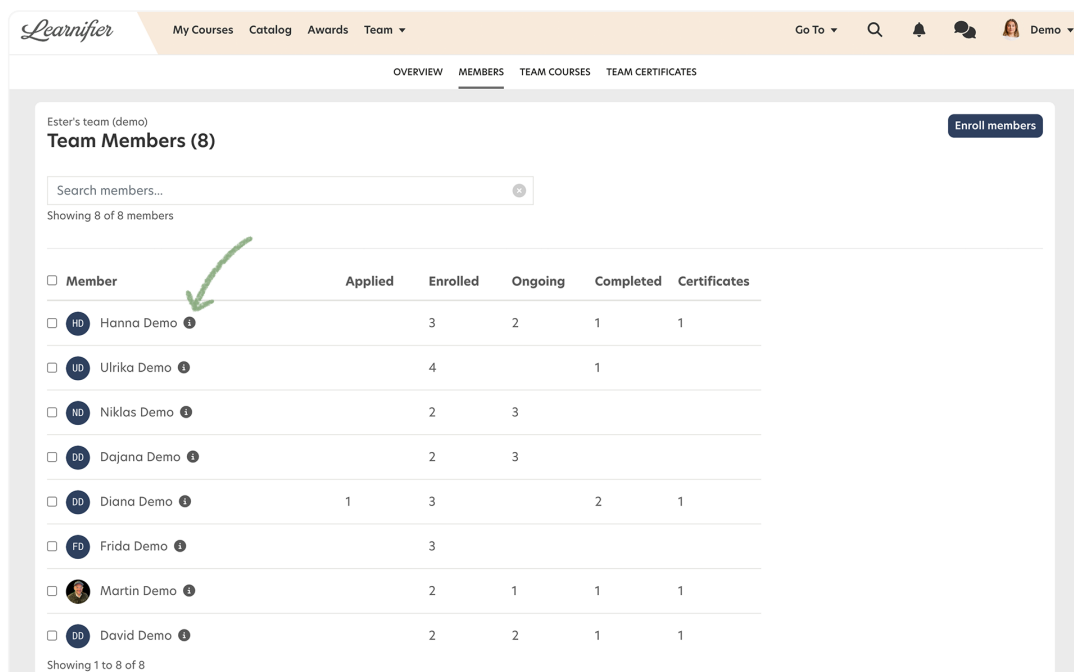 Learnifier My Courses Catalog Awards Team Go To Demo
OVERVIEW MEMBERS TEAM COURSES TEAM CERTIFICATES
Ester's team (demo)
Team Members (8)
Enroll members
Search members...
Showing 8 of 8 members
Member Applied Enrolled Ongoing Completed Certificates
HD Hanna Demo i 3 2 1 1
UD Ulrika Demo i 4 1
ND Niklas Demo i 2 3
DD Dajana Demo i 2 3
DD Diana Demo i 1 3 2 1
FD Frida Demo i 3
Martin Demo i 2 1 1 1
DD David Demo i 2 2 1 1
Showing 1 to 8 of 8